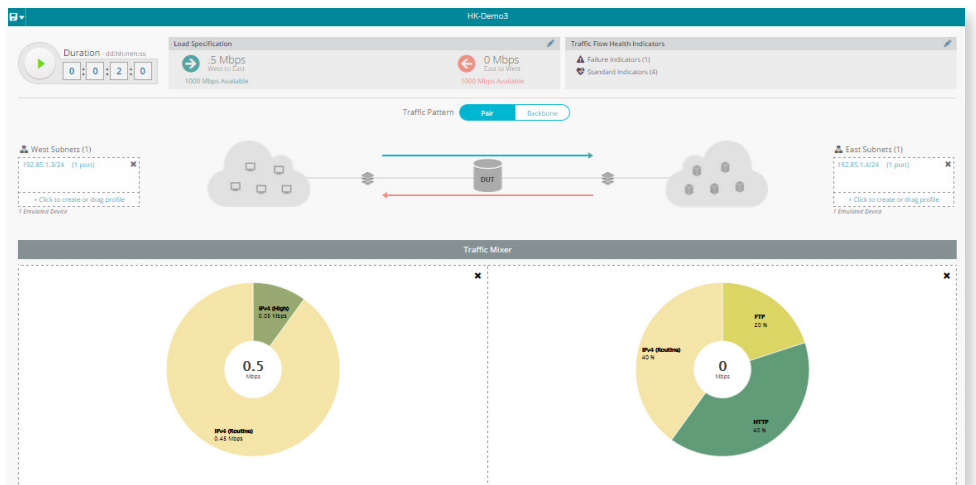 HK-Demo3
Duration - dd:hh:mm:ss
0 : 0 : 2 : 0
Load Specification
.5 Mbps
West to East
1000 Mbps Available
0 Mbps
East to West
1000 Mbps Available
Traffic Flow Health Indicators
Failure Indicators (1)
Standard Indicators (4)
Traffic Pattern Pair Backbone
West Subnets (1)
192.85.1.3/24 (1 port)
+ Click to create or drag profile
1 Emulated Device
DUT
East Subnets (1)
192.85.1.4/24 (1 port)
+ Click to create or drag profile
1 Emulated Device
Traffic Mixer
IPv4 (High)
0.05 Mbps
0.5
Mbps
IPv4 (Routine)
0.45 Mbps
FTP
20 %
IPv4 (Routine)
40 %
0
Mbps
HTTP
40 %